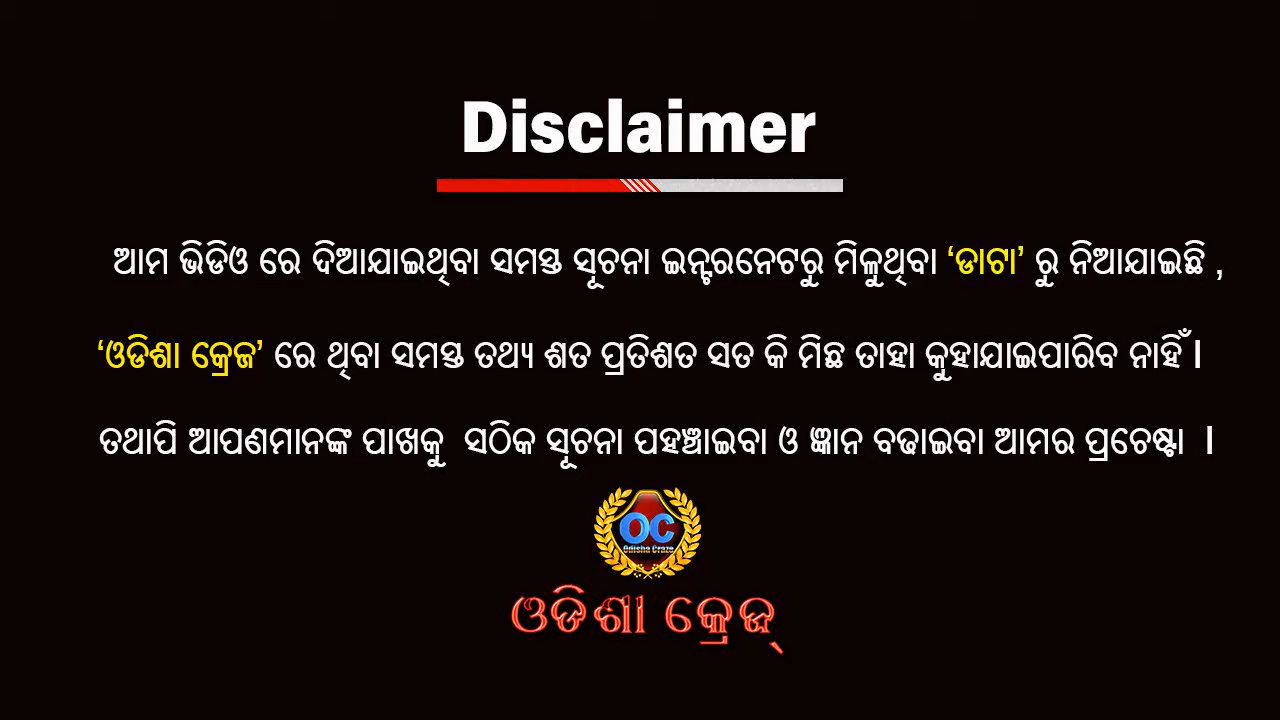 Disclaimer
ଆମ ଭିଡିଓ ରେ ଦିଆଯାଇଥିବା ସମସ୍ତ ସୂଚନା ଇନ୍ଟରନେଟରୁ ମିଳୁଥିବା ‘ଡାଟା’ ରୁ ନିଆଯାଇଛି ,
‘ଓଡିଶା କ୍ରେଜ’ ରେ ଥିବା ସମସ୍ତ ତଥ୍ୟ ଶତ ପ୍ରତିଶତ ସତ କି ମିଛ ତାହା କୁହାଯାଇପାରିବ ନାହିଁ ।
ତଥାପି ଆପଣମାନଙ୍କ ପାଖକୁ ସଠିକ ସୂଚନା ପହଞ୍ଚାଇବା ଓ ଜ୍ଞାନ ବଢାଇବା ଆମର ପ୍ରଚେଷ୍ଟା ।
OC
Odisha Craze
ଓଡିଶା କ୍ରେଜ୍